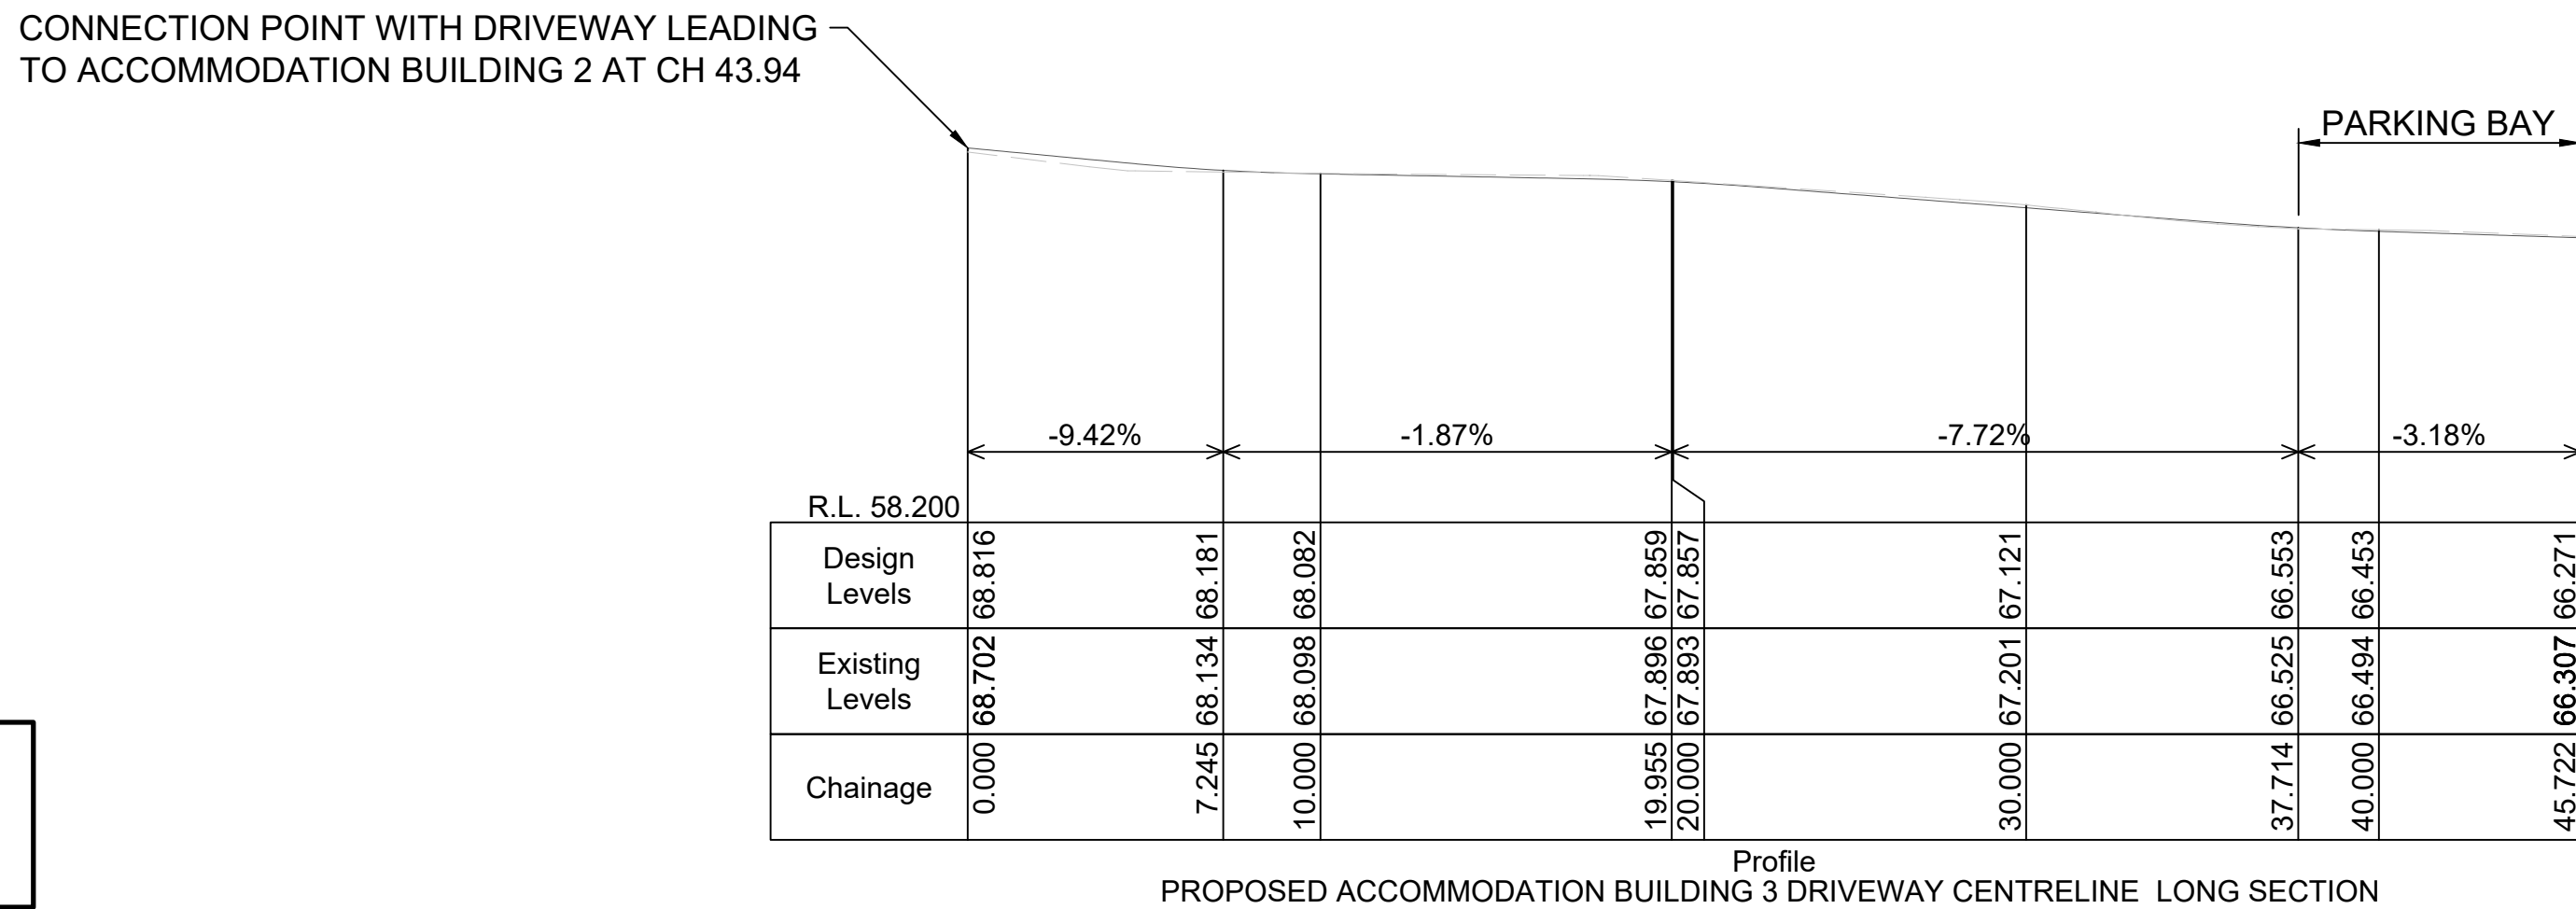 CONNECTION POINT WITH DRIVEWAY LEADING
TO ACCOMMODATION BUILDING 2 AT CH 43.94
PARKING BAY
-9.42% -1.87% -7.72% -3.18%
R.L. 58.200
Design
Levels
68.816 68.181 68.082 67.859 67.857 67.121 66.553 66.453 66.271
Existing
Levels
68.702 68.134 68.098 67.896 67.893 67.201 66.525 66.494 66.307
Chainage
0.000 7.245 10.000 19.955 20.000 30.000 37.714 40.000 45.722
Profile
PROPOSED ACCOMMODATION BUILDING 3 DRIVEWAY CENTRELINE LONG SECTION